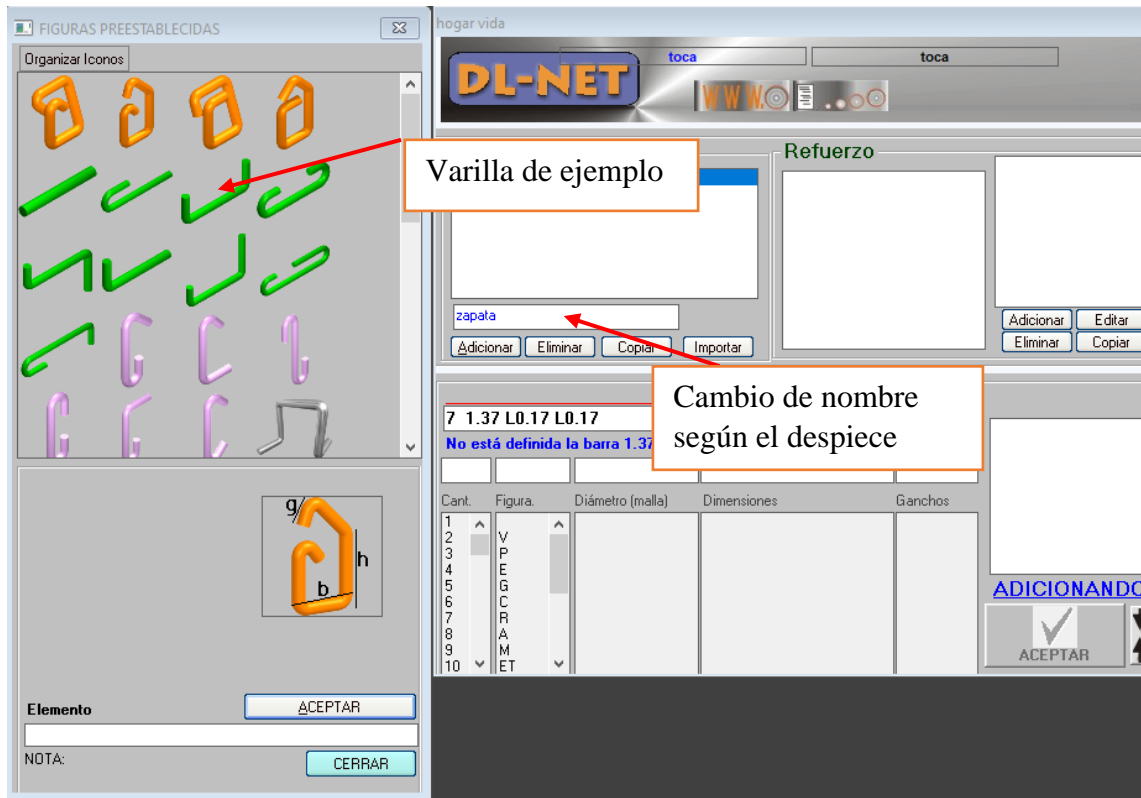 FIGURAS PREESTABLECIDAS
Organizar Iconos
g
h
b
Elemento
ACEPTAR
NOTA:
CERRAR
hogar vida
DL-NET
toca
toca
WWW.
Varilla de ejemplo
Refuerzo
zapata
Adicionar Eliminar Copiar Importar
Adicionar Editar
Eliminar Copiar
Cambio de nombre
según el despiece
7 1.37 L0.17 L0.17
No está definida la barra 1.37
Cant. Figura. Diámetro (malla) Dimensiones Ganchos
1
2 V
3 P
4 E
5 G
6 C
7 R
8 A
9 M
10 ET
ADICIONANDO
ACEPTAR